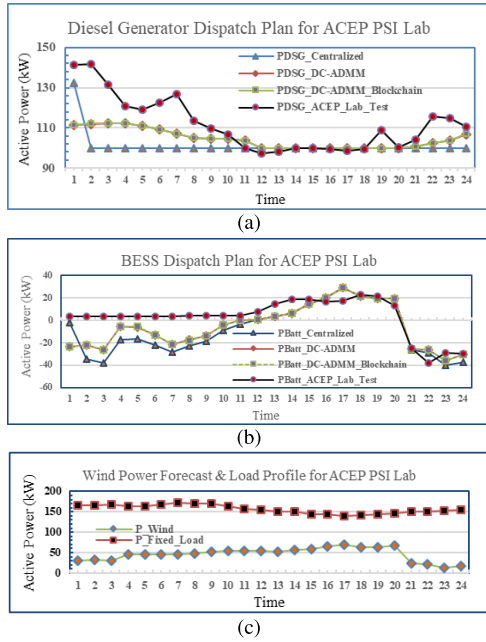 Diesel Generator Dispatch Plan for ACEP PSI Lab
Active Power (kW)
150
130
110
90
PDSG_Centralized
PDSG_DC-ADMM
PDSG_DC-ADMM_Blockchain
PDSG_ACEP_Lab_Test
1 2 3 4 5 6 7 8 9 10 11 12 13 14 15 16 17 18 19 20 21 22 23 24
Time
(a)
BESS Dispatch Plan for ACEP PSI Lab
Active Power (kW)
40
20
0
-20
-40
-60
PBatt_Centralized
PBatt_DC-ADMM
PBatt_DC-ADMM_Blockchain
PBatt_ACEP_Lab_Test
1 2 3 4 5 6 7 8 9 10 11 12 13 14 15 16 17 18 19 20 21 22 23 24
Time
(b)
Wind Power Forecast & Load Profile for ACEP PSI Lab
Active Power (kW)
200
150
100
50
0
P_Wind
P_Fixed_Load
1 2 3 4 5 6 7 8 9 10 11 12 13 14 15 16 17 18 19 20 21 22 23 24
Time
(c)